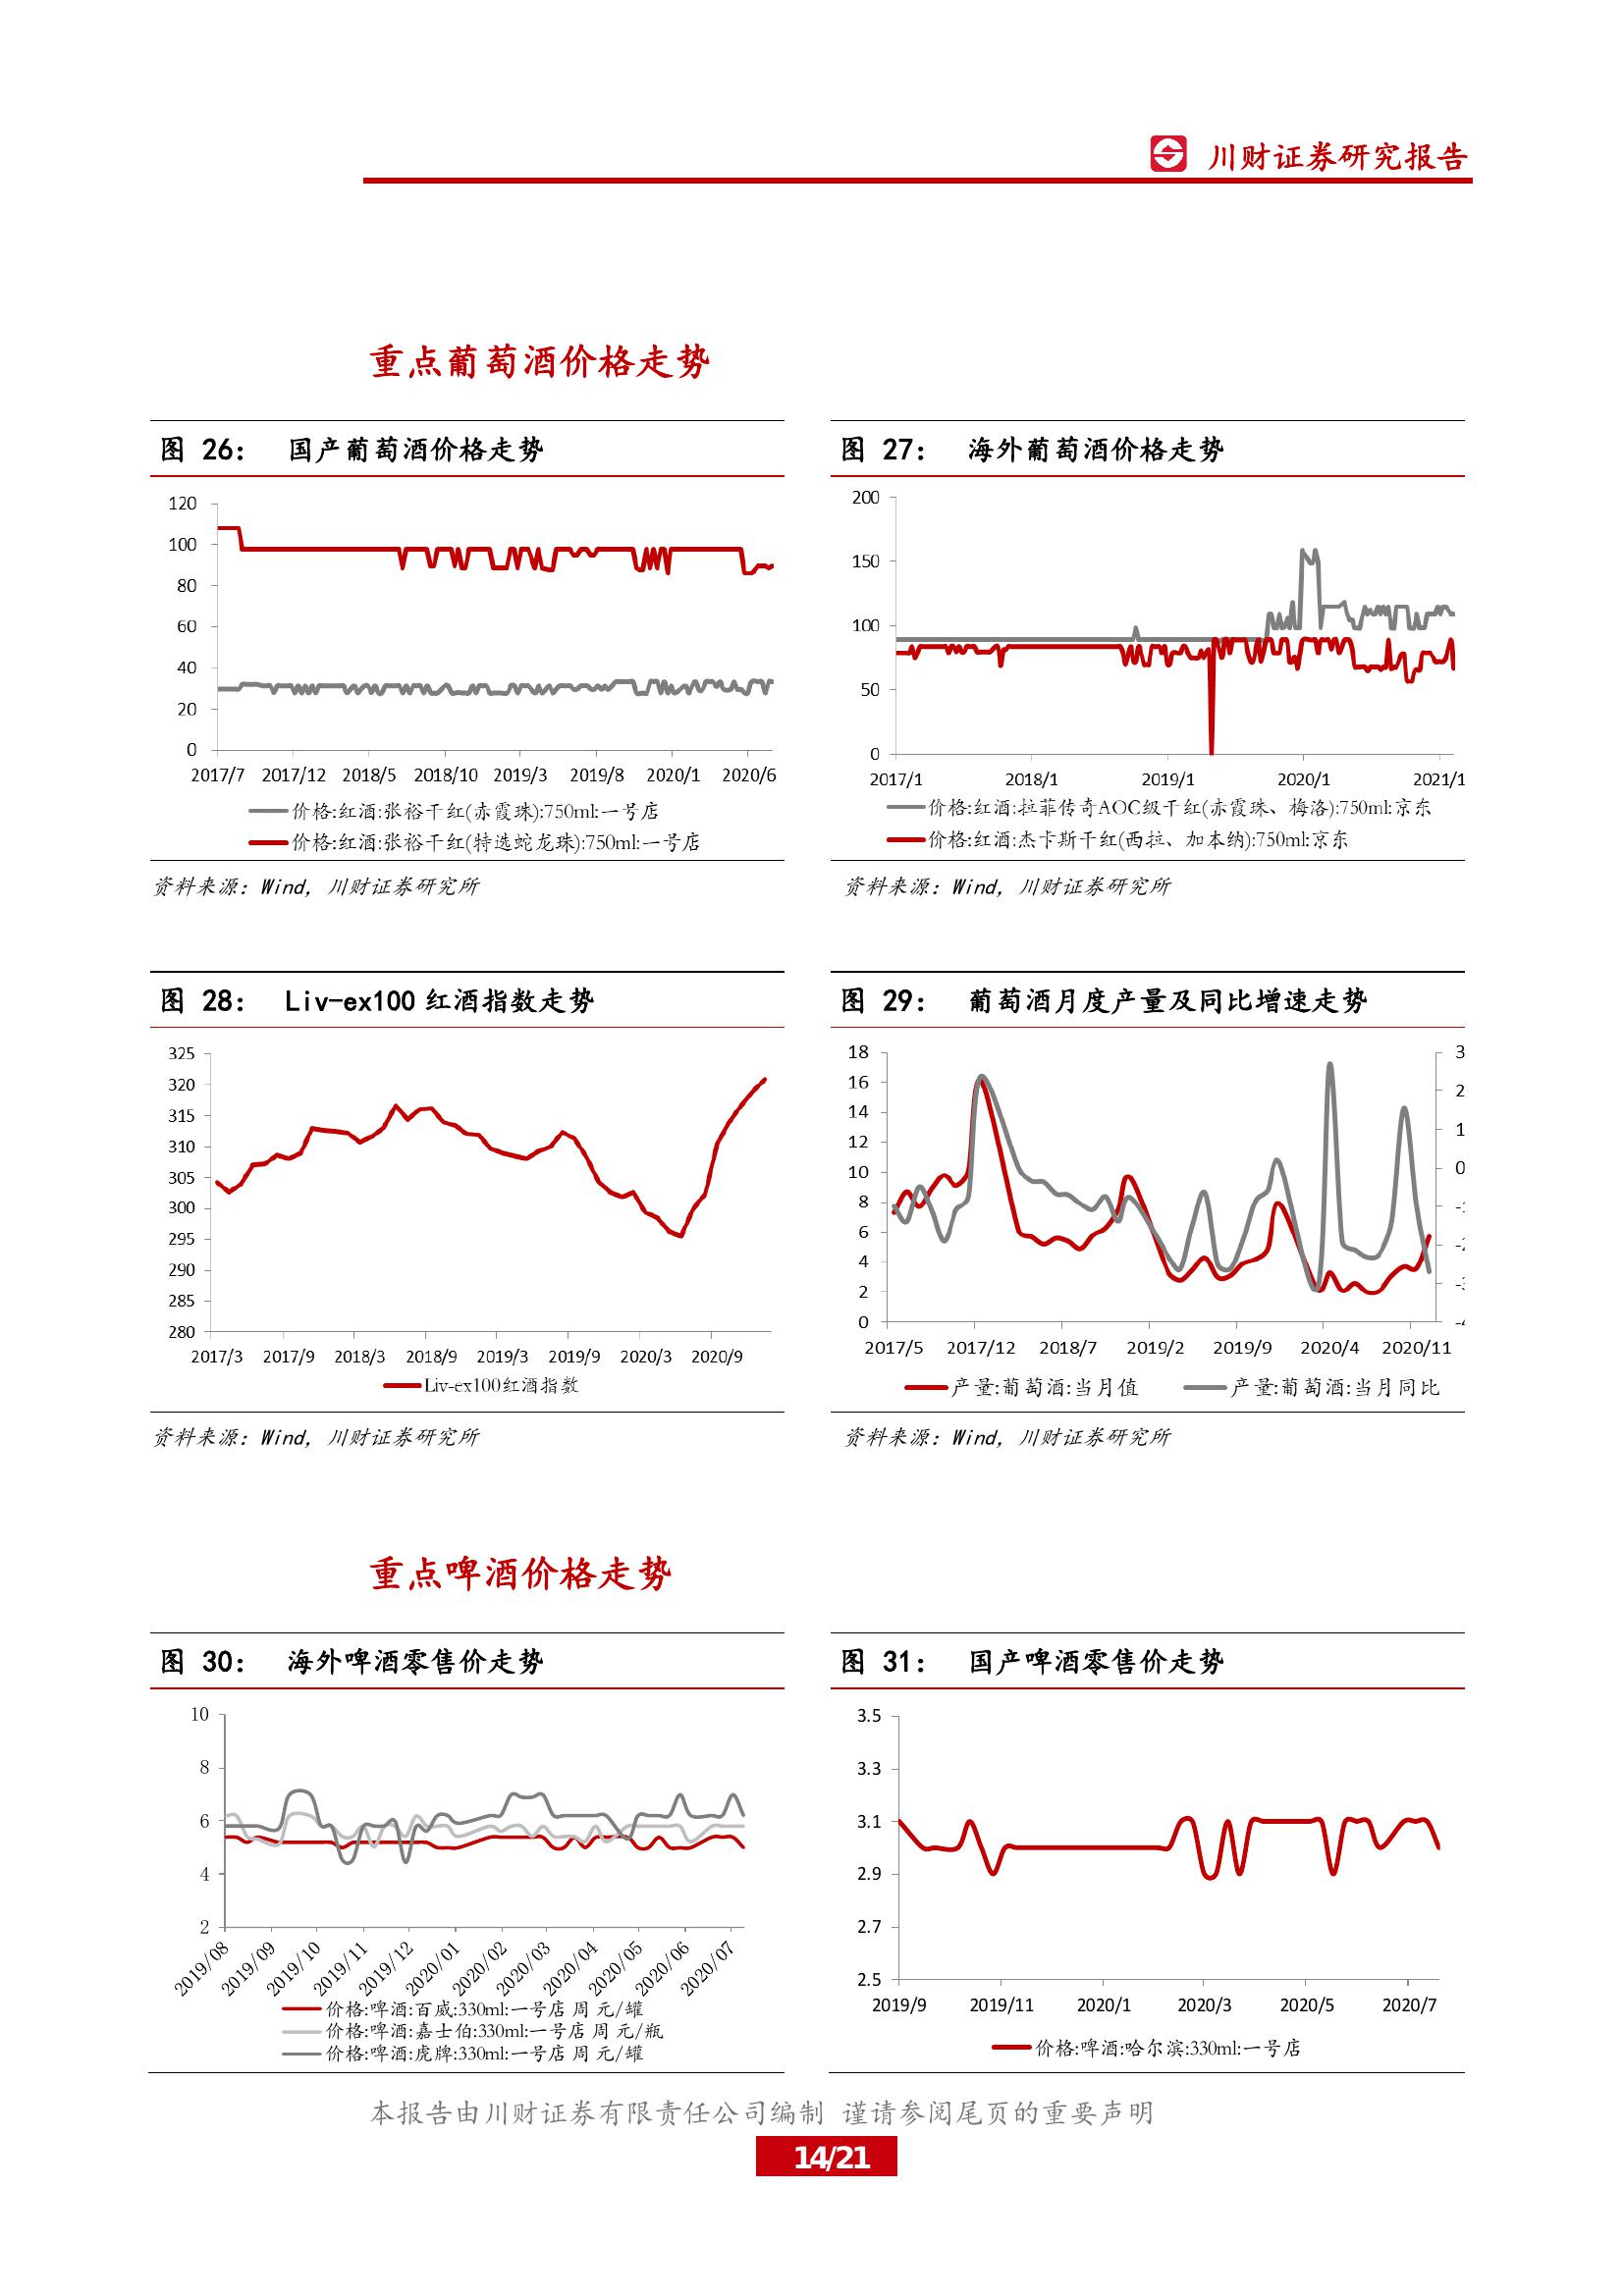 川财证券研究报告
重点葡萄酒价格走势
图 26： 国产葡萄酒价格走势
120
100
80
60
40
20
0
2017/7 2017/12 2018/5 2018/10 2019/3 2019/8 2020/1 2020/6
价格:红酒:张裕干红(赤霞珠):750ml:一号店
价格:红酒:张裕干红(特选蛇龙珠):750ml:一号店
资料来源：Wind，川财证券研究所
图 27： 海外葡萄酒价格走势
200
150
100
50
0
2017/1 2018/1 2019/1 2020/1 2021/1
价格:红酒:拉菲传奇AOC级干红(赤霞珠、梅洛):750ml:京东
价格:红酒:杰卡斯干红(西拉、加本纳):750ml:京东
资料来源：Wind，川财证券研究所
图 28： Liv-ex100 红酒指数走势
325
320
315
310
305
300
295
290
285
280
2017/3 2017/9 2018/3 2018/9 2019/3 2019/9 2020/3 2020/9
Liv-ex100红酒指数
资料来源：Wind，川财证券研究所
图 29： 葡萄酒月度产量及同比增速走势
18 3
16 2
14
12 1
10 0
8
6
4
2
0
2017/5 2017/12 2018/7 2019/2 2019/9 2020/4 2020/11
产量:葡萄酒:当月值 产量:葡萄酒:当月同比
资料来源：Wind，川财证券研究所
重点啤酒价格走势
图 30： 海外啤酒零售价走势
10
8
6
4
2
2019/08 2019/09 2019/10 2019/11 2019/12 2020/01 2020/02 2020/03 2020/04 2020/05 2020/06 2020/07
价格:啤酒:百威:330ml:一号店 周 元/罐
价格:啤酒:嘉士伯:330ml:一号店 周 元/瓶
价格:啤酒:虎牌:330ml:一号店 周 元/罐
图 31： 国产啤酒零售价走势
3.5
3.3
3.1
2.9
2.7
2.5
2019/9 2019/11 2020/1 2020/3 2020/5 2020/7
价格:啤酒:哈尔滨:330ml:一号店
本报告由川财证券有限责任公司编制 谨请参阅尾页的重要声明
14/21